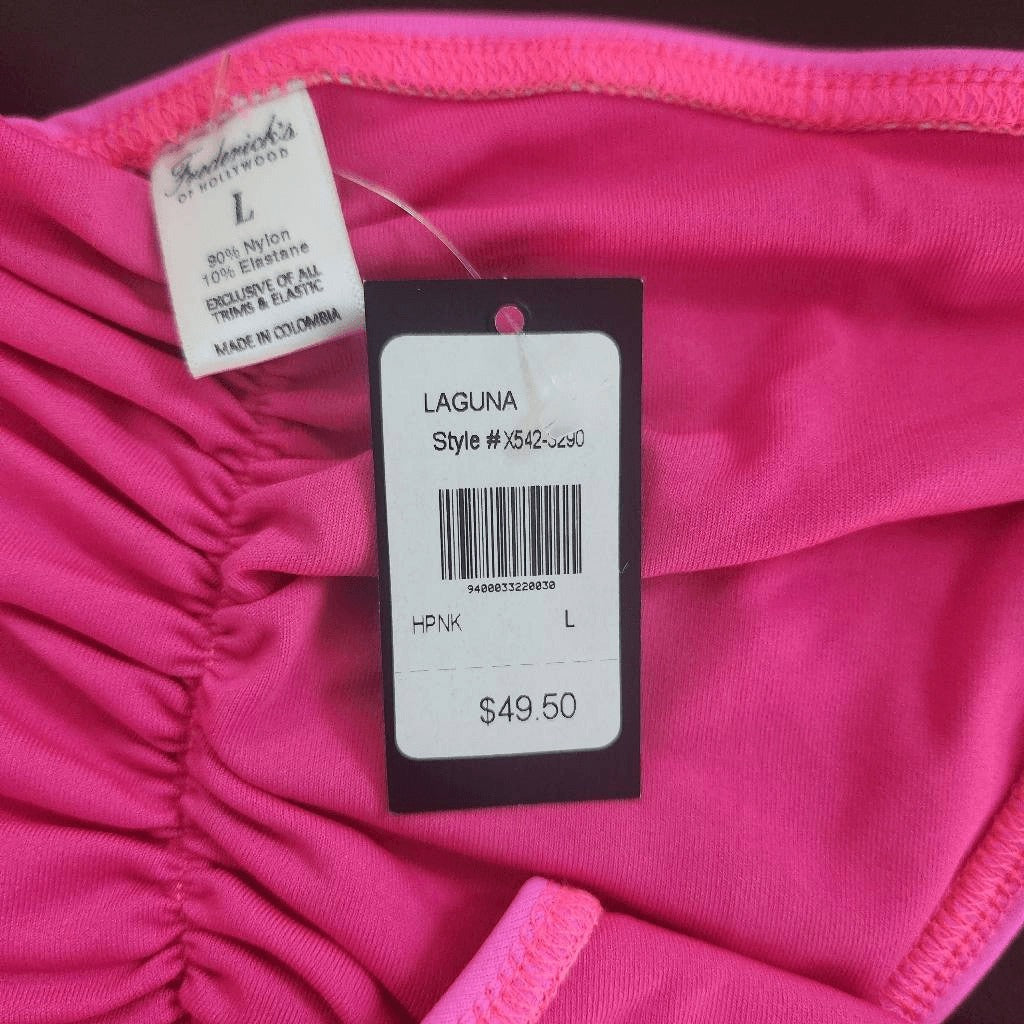 Frederick's
OF HOLLYWOOD
L
90% Nylon
10% Elastane
EXCLUSIVE OF ALL
TRIMS & ELASTIC
MADE IN COLOMBIA
LAGUNA
Style #
9400033220030
HPNK L
$49.50